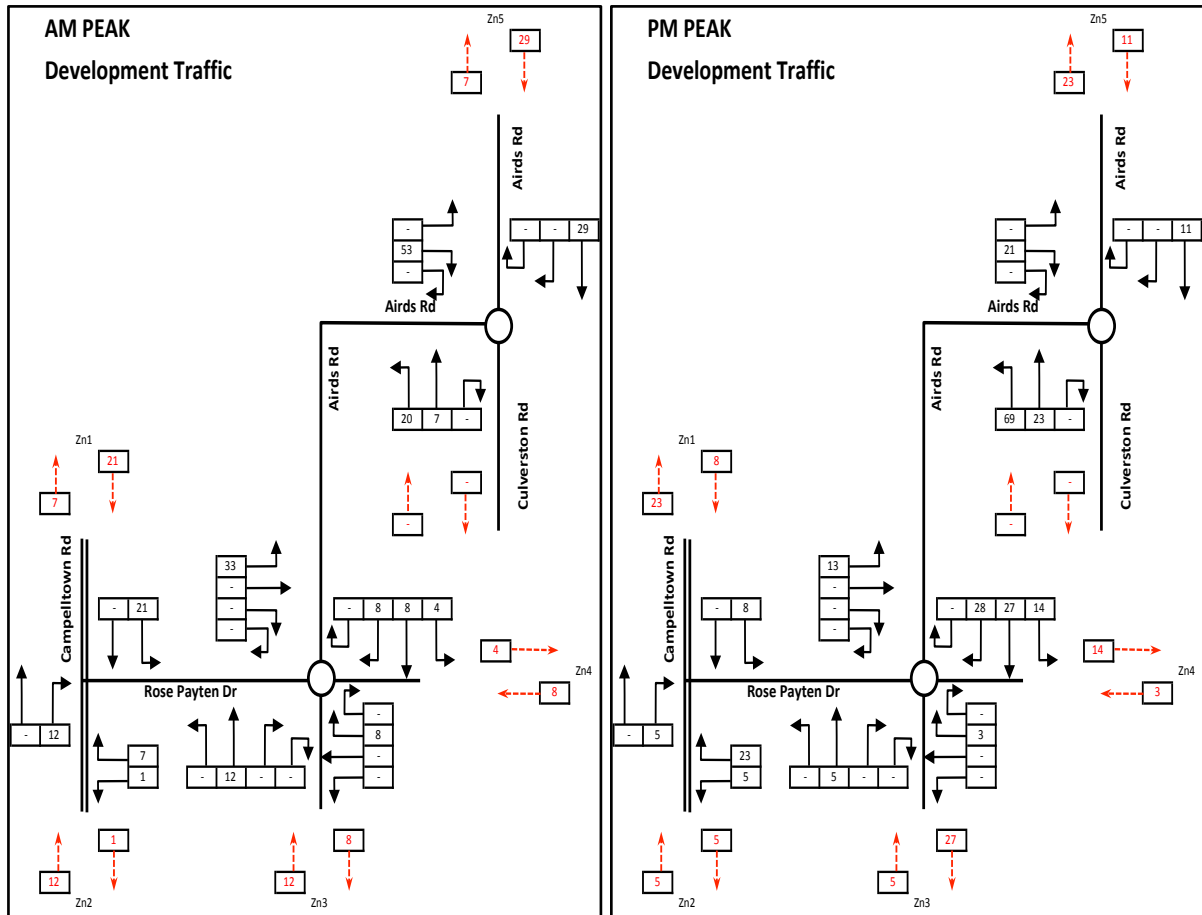 AM PEAK
Development Traffic
Zn5
29
7
Airds Rd
-
53
-
- - 29
Airds Rd
Airds Rd
20 7 -
Culverston Rd
-
-
Zn1
21
7
Campelltown Rd
33
-
-
-
- 21
- 8 8 4
4
Zn4
8
Rose Payten Dr
- 12
7
1
- 12 - -
-
8
-
-
1
12
Zn2
8
12
Zn3
PM PEAK
Development Traffic
Zn5
11
23
Airds Rd
-
21
-
- - 11
Airds Rd
Airds Rd
69 23 -
Culverston Rd
-
-
Zn1
8
23
Campelltown Rd
13
-
-
-
- 8
- 28 27 14
14
Zn4
3
Rose Payten Dr
- 5
23
5
- 5 - -
-
3
-
-
5
5
Zn2
27
5
Zn3